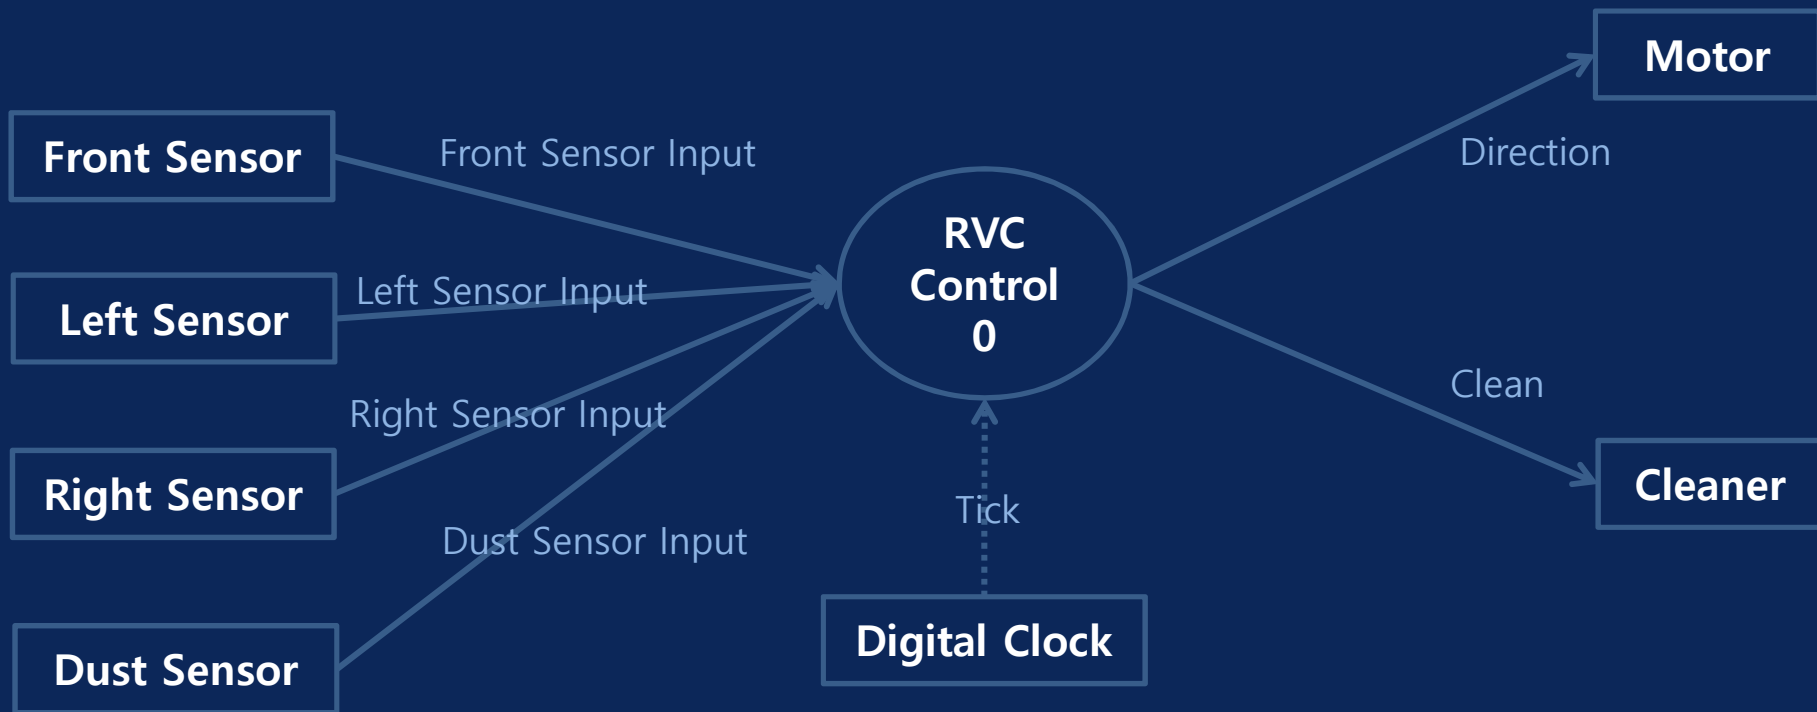 Motor
Front Sensor
Front Sensor Input
Direction
RVC
Control
0
Left Sensor
Left Sensor Input
Right Sensor Input
Clean
Right Sensor
Cleaner
Tick
Dust Sensor Input
Digital Clock
Dust Sensor